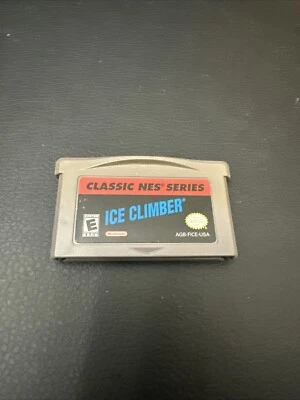 CLASSIC NES® SERIES
ICE CLIMBER®
E
AGB-FICE-USA